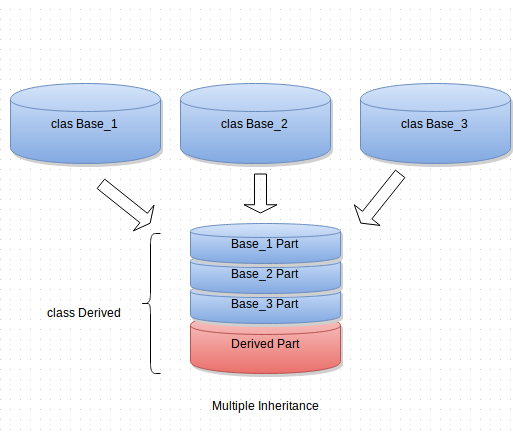 clas Base_1
clas Base_2
clas Base_3
Base_1 Part
Base_2 Part
Base_3 Part
class Derived
Derived Part
Multiple Inheritance